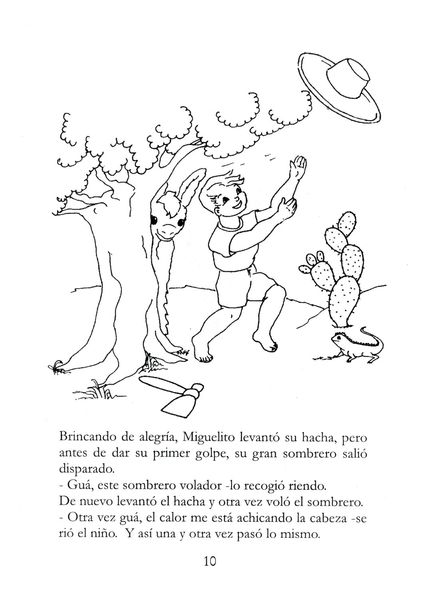 Brincando de alegría, Miguelito levantó su hacha, pero
antes de dar su primer golpe, su gran sombrero salió
disparado.
- Guá, este sombrero volador -lo recogió riendo.
De nuevo levantó el hacha y otra vez voló el sombrero.
- Otra vez guá, el calor me está achicando la cabeza -se
rió el niño.  Y así una y otra vez pasó lo mismo.
10